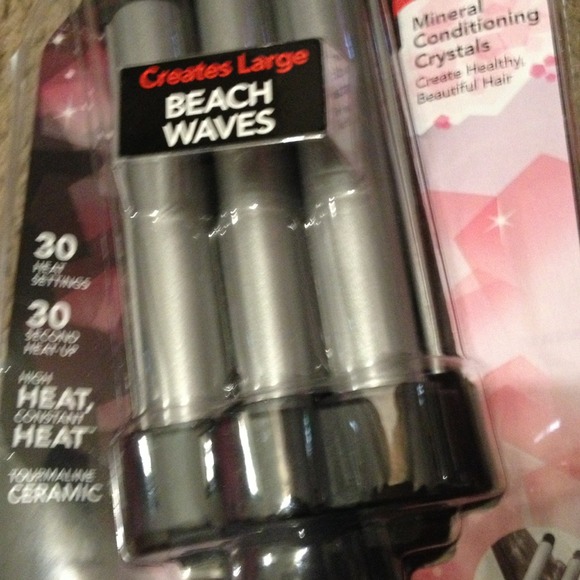 Creates Large
BEACH
WAVES
Mineral
Conditioning
Crystals
Create Healthy,
Beautiful Hair
30
HEAT
SETTINGS
30
SECOND
HEAT-UP
HIGH
HEAT,
CONSTANT
HEAT™
TOURMALINE
CERAMIC